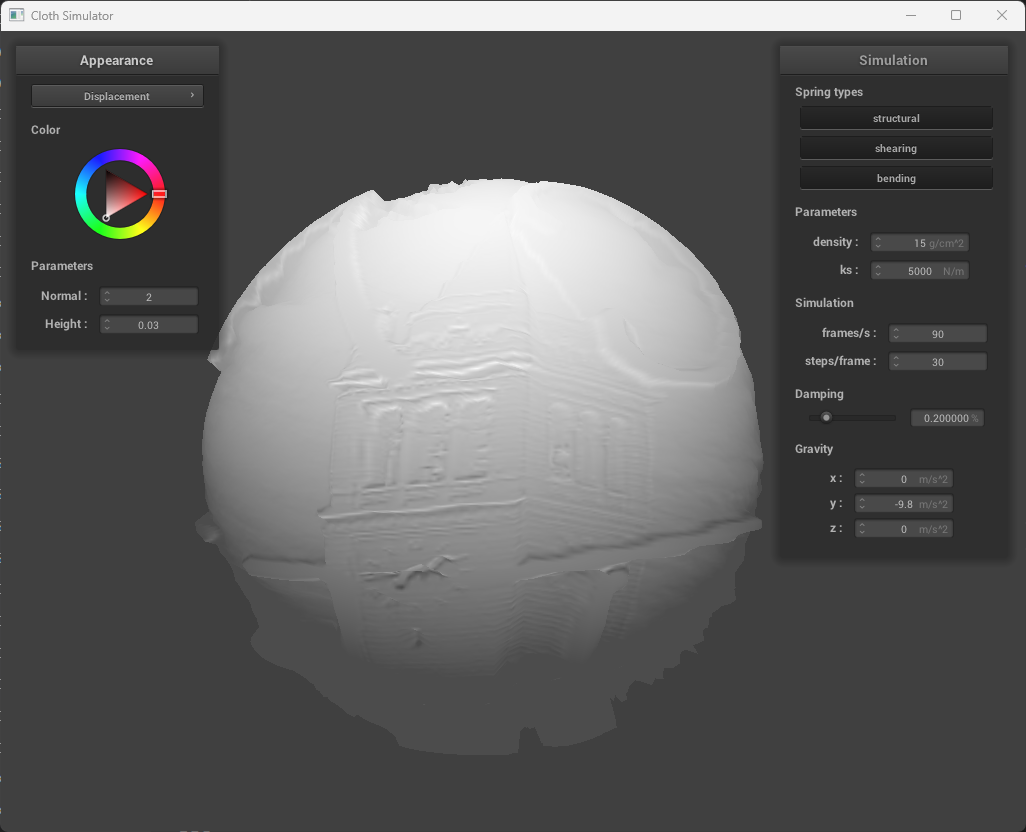 Cloth Simulator
Appearance
Displacement
Color
Parameters
Normal : 2
Height : 0.03
Simulation
Spring types
structural
shearing
bending
Parameters
density : 15 g/cm^2
ks : 5000 N/m
Simulation
frames/s : 90
steps/frame : 30
Damping
0.200000 %
Gravity
x : 0 m/s^2
y : -9.8 m/s^2
z : 0 m/s^2